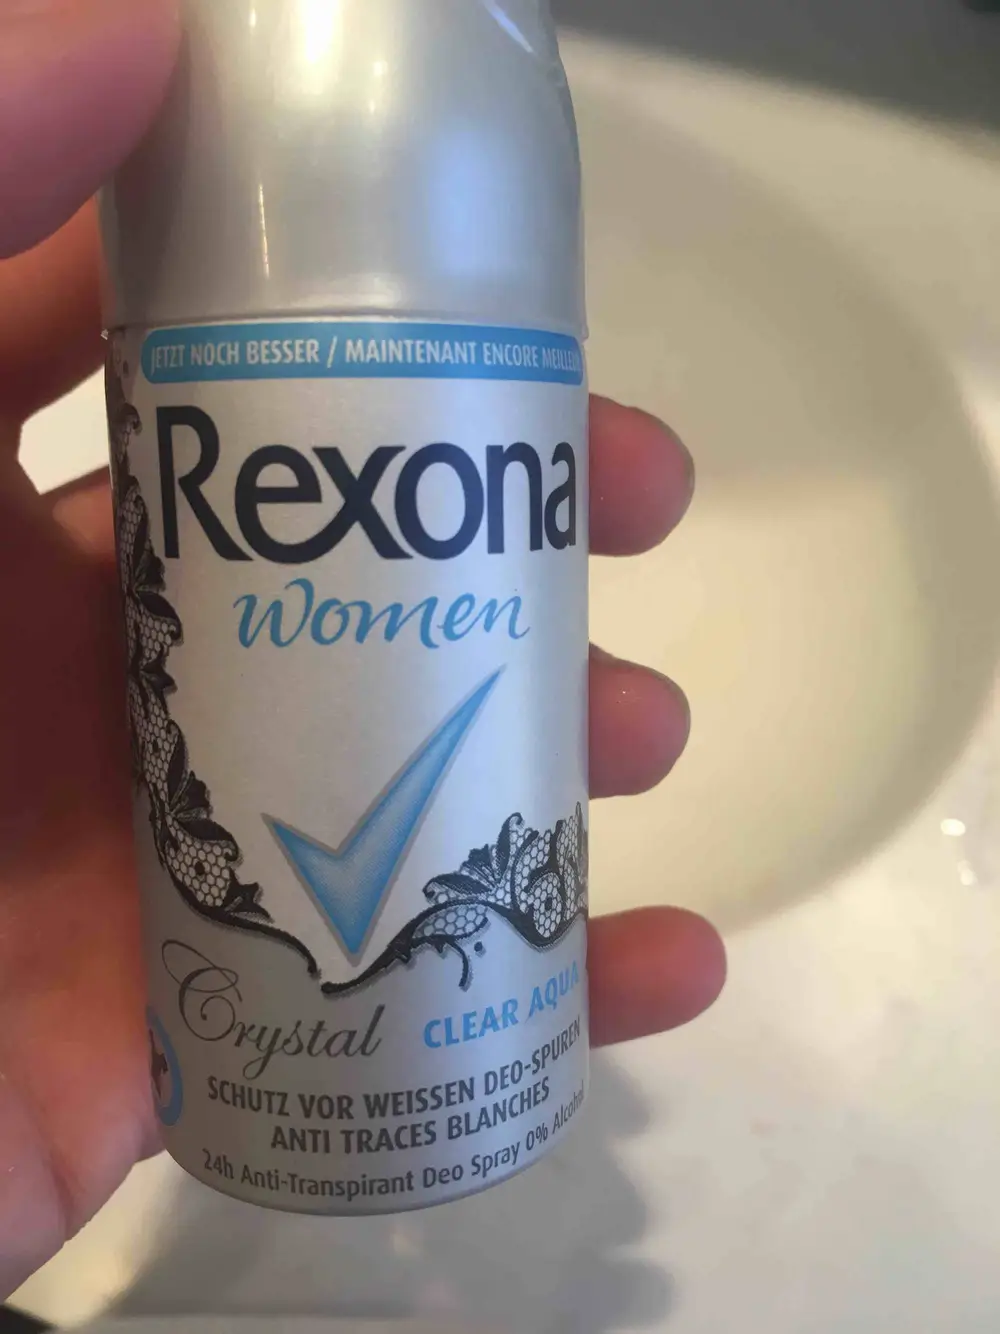 JETZT NOCH BESSER / MAINTENANT ENCORE MEILLEUR
Rexona
Women
Crystal
CLEAR AQUA
SCHUTZ VOR WEISSEN DEO-SPUREN
ANTI TRACES BLANCHES
24h Anti-Transpirant Deo Spray 0% Alcohol